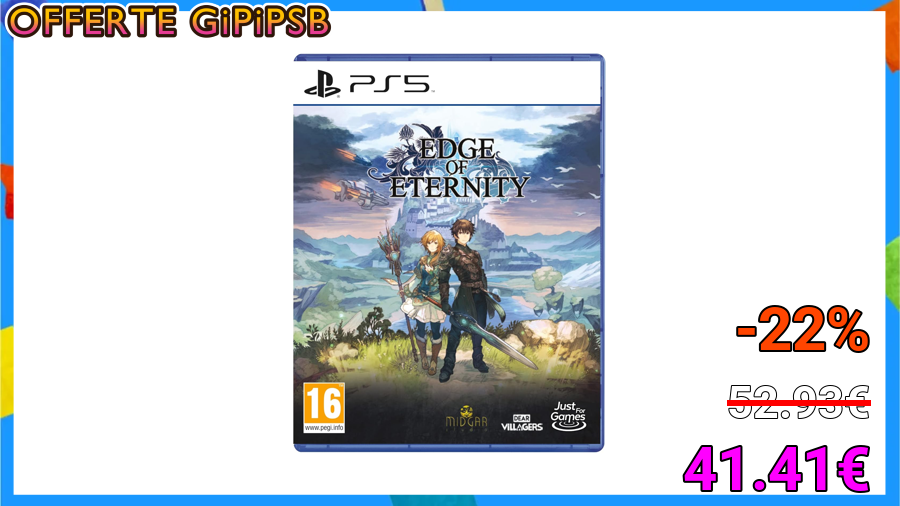 OFFERTE GiPiPSB
PS5
EDGE
OF
ETERNITY
16
www.pegi.info
MIDGAR
STUDIO
DEAR
VILLAGERS
Just
For
Games
-22%
52.93€
41.41€